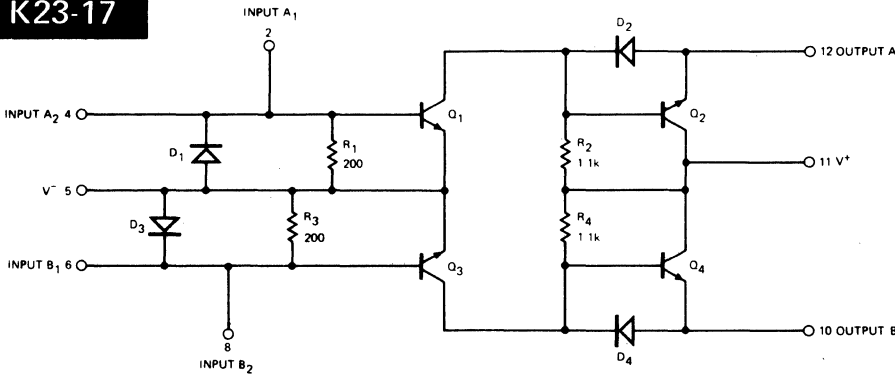 K23-17
INPUT A1
2
D2
12 OUTPUT A
INPUT A2 4
Q1
Q2
D1
R1
200
R2
1 1k
11 V+
V- 5
D3
R3
200
R4
1 1k
INPUT B1 6
Q3
Q4
8
INPUT B2
D4
10 OUTPUT B